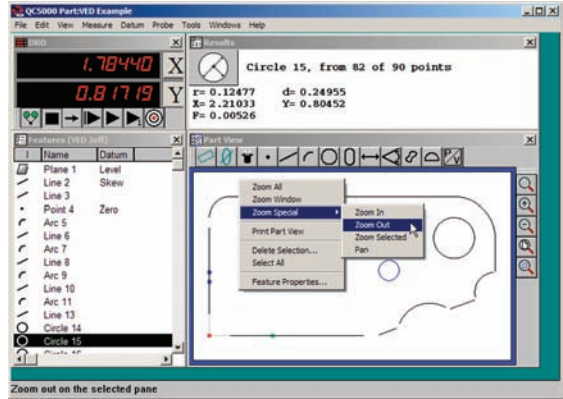 QC5000 Part:VED Example
File Edit View Measure Datum Probe Tools Windows Help
DRO
1.78440 X
0.81719 Y
Results
Circle 15, from 82 of 90 points
r= 0.12477 d= 0.24955
X= 2.21033 Y= 0.80452
F= 0.00526
Features (VED Jeff)
1 Name Datum
Plane 1 Level
Line 2 Skew
Line 3
Point 4 Zero
Arc 5
Line 6
Arc 7
Line 8
Arc 9
Line 10
Arc 11
Line 13
Circle 14
Circle 15
Part View
Zoom All
Zoom Window
Zoom Special
Print Part View
Delete Selection...
Select All
Feature Properties...
Zoom In
Zoom Out
Zoom Selected
Pan
Zoom out on the selected pane